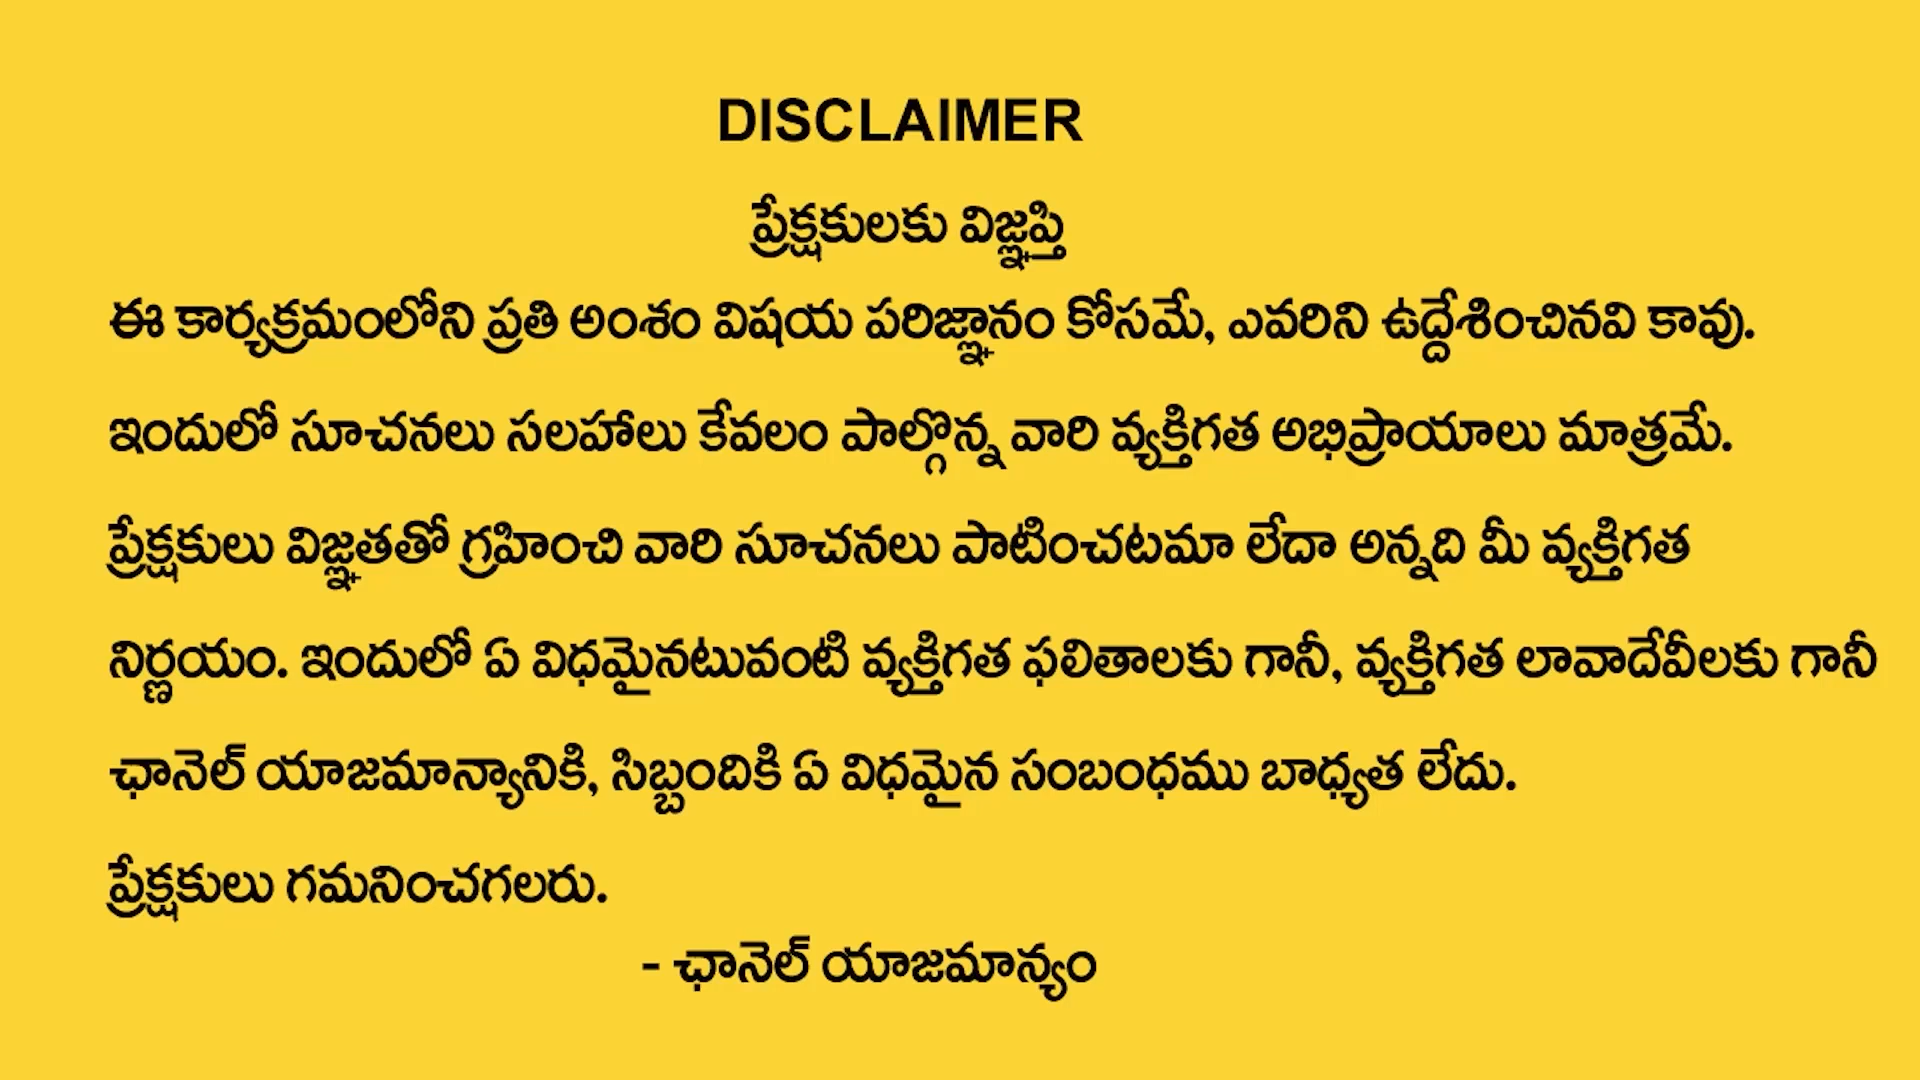 DISCLAIMER
ప్రేక్షకులకు విజ్ఞప్తి
ఈ కార్యక్రమంలోని ప్రతి అంశం విషయ పరిజ్ఞానం కోసమే, ఎవరిని ఉద్దేశించినవి కావు.
ఇందులో సూచనలు సలహాలు కేవలం పాల్గొన్న వారి వ్యక్తిగత అభిప్రాయాలు మాత్రమే.
ప్రేక్షకులు విజ్ఞతతో గ్రహించి వారి సూచనలు పాటించటమా లేదా అన్నది మీ వ్యక్తిగత
నిర్ణయం. ఇందులో ఏ విధమైనటువంటి వ్యక్తిగత ఫలితాలకు గానీ, వ్యక్తిగత లావాదేవీలకు గానీ
ఛానెల్ యాజమాన్యానికి, సిబ్బందికి ఏ విధమైన సంబంధము బాధ్యత లేదు.
ప్రేక్షకులు గమనించగలరు.
- ఛానెల్ యాజమాన్యం